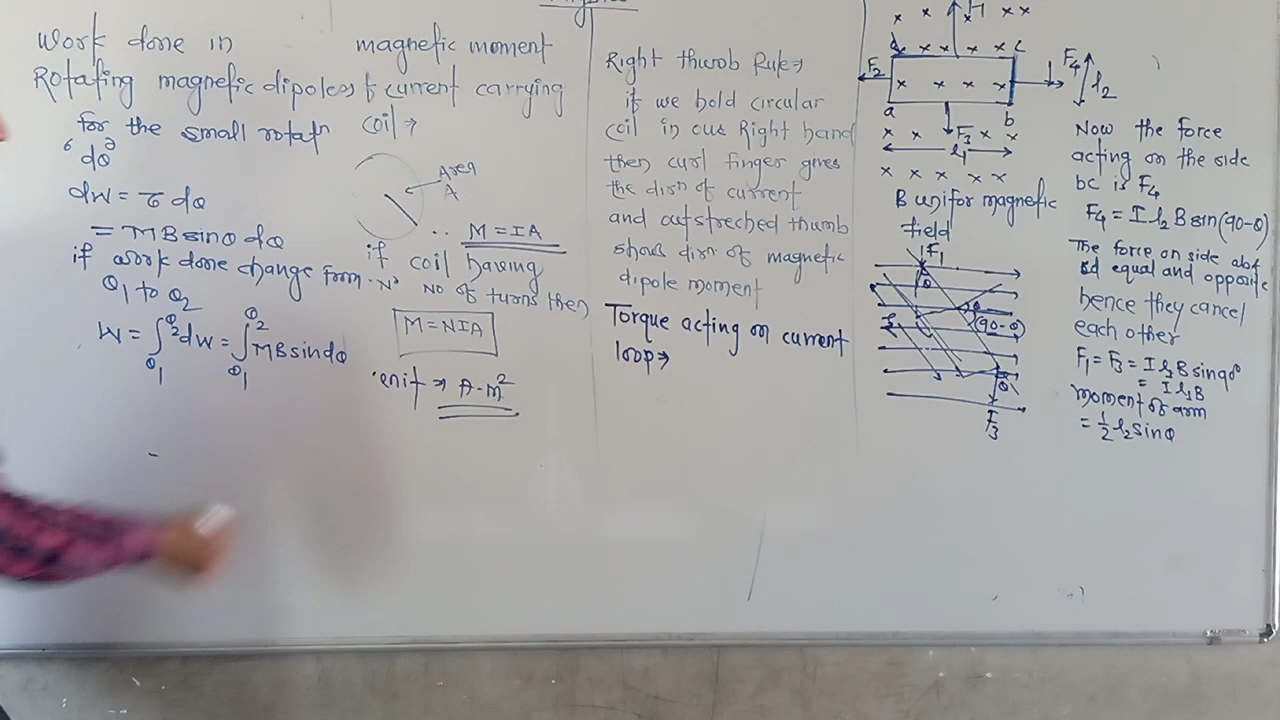 Work done in
Rotating magnetic dipoles
for the small rotatn
"dθ"
dW = τ dθ
= MB sinθ dθ
if work done change from
θ1 to θ2
W = ∫θ1θ2 dW = ∫θ1θ2 MB sin dθ
magnetic moment
of current carrying
coil →
Area
A
∴ M = IA
if coil having
'N' No of turns then
M = NIA
unit → A-m²
Right thumb Rule →
if we hold circular
coil in our Right hand
then curl finger gives
the dirn of current
and outstreched thumb
shows dirn of magnetic
dipole moment
Torque acting on current
loop →
F2
F4
l2
d c
a b
F3
l1
B unifor magnetic
field
F1
θ
(90-θ)
θ
F3
Now the force
acting on the side
bc is F4
F4 = I l2 B sin(90-θ)
The force on side
equal and opposite
hence they cancel
each other
F1 = F3 = I l1 B sin90°
= I l1 B
moment of arm
= 1/2 l2 sinθ